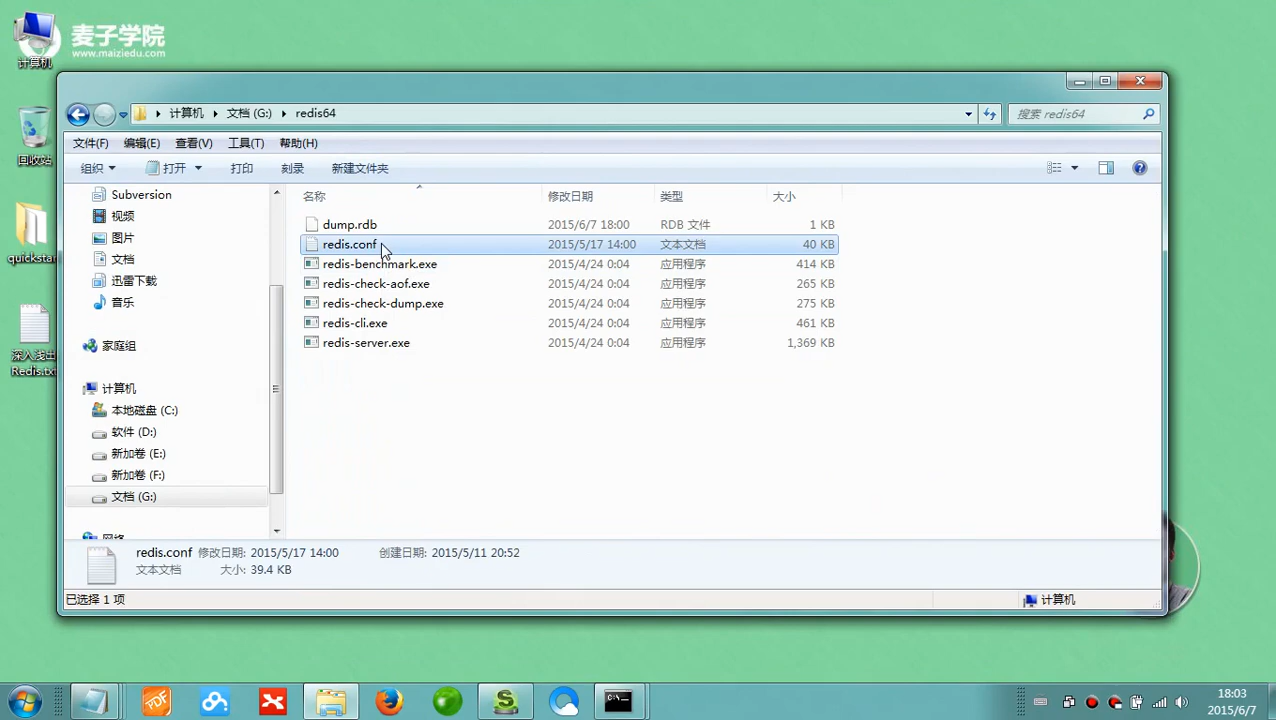 麦子学院
www.maiziedu.com
计算机
回收站
quickstar
深入浅出
Redis.txt
计算机 文档 (G:) redis64
搜索 redis64
文件(F) 编辑(E) 查看(V) 工具(T) 帮助(H)
组织 打开 打印 刻录 新建文件夹
Subversion
视频
图片
文档
迅雷下载
音乐
家庭组
计算机
本地磁盘 (C:)
软件 (D:)
新加卷 (E:)
新加卷 (F:)
文档 (G:)
网络
名称 修改日期 类型 大小
dump.rdb 2015/6/7 18:00 RDB 文件 1 KB
redis.conf 2015/5/17 14:00 文本文档 40 KB
redis-benchmark.exe 2015/4/24 0:04 应用程序 414 KB
redis-check-aof.exe 2015/4/24 0:04 应用程序 265 KB
redis-check-dump.exe 2015/4/24 0:04 应用程序 275 KB
redis-cli.exe 2015/4/24 0:04 应用程序 461 KB
redis-server.exe 2015/4/24 0:04 应用程序 1,369 KB
redis.conf 修改日期: 2015/5/17 14:00 创建日期: 2015/5/11 20:52
文本文档 大小: 39.4 KB
已选择 1 项 计算机
PDF
C:\
18:03
2015/6/7